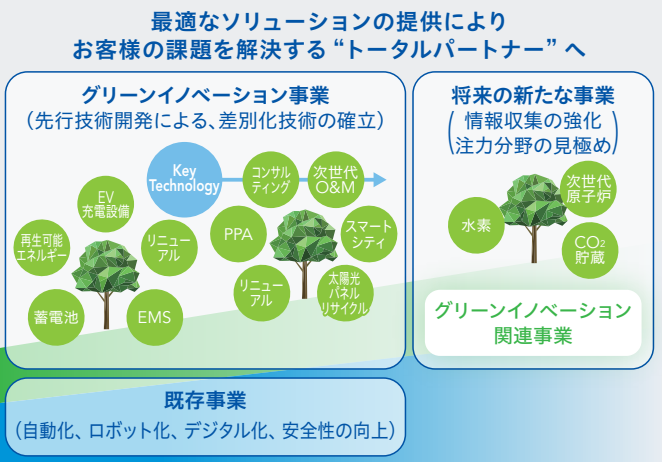 最適なソリューションの提供により
お客様の課題を解決する“トータルパートナー”へ
グリーンイノベーション事業
（先行技術開発による、差別化技術の確立）
Key
Technology
コンサル
ティング
次世代
O&M
EV
充電設備
再生可能
エネルギー
リニュー
アル
蓄電池
EMS
PPA
スマート
シティ
リニュー
アル
太陽光
パネル
リサイクル
将来の新たな事業
（情報収集の強化
注力分野の見極め）
水素
次世代
原子炉
CO₂
貯蔵
グリーンイノベーション
関連事業
既存事業
（自動化、ロボット化、デジタル化、安全性の向上）